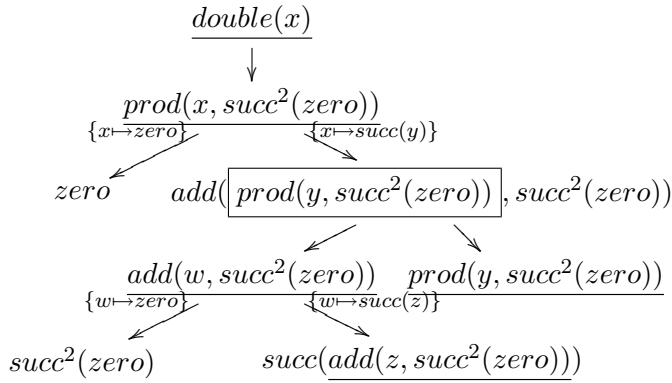 double(x)
prod(x, succ²(zero))
{x↦zero} {x↦succ(y)}
zero add( prod(y, succ²(zero)) , succ²(zero))
add(w, succ²(zero)) prod(y, succ²(zero))
{w↦zero} {w↦succ(z)}
succ²(zero) succ(add(z, succ²(zero)))